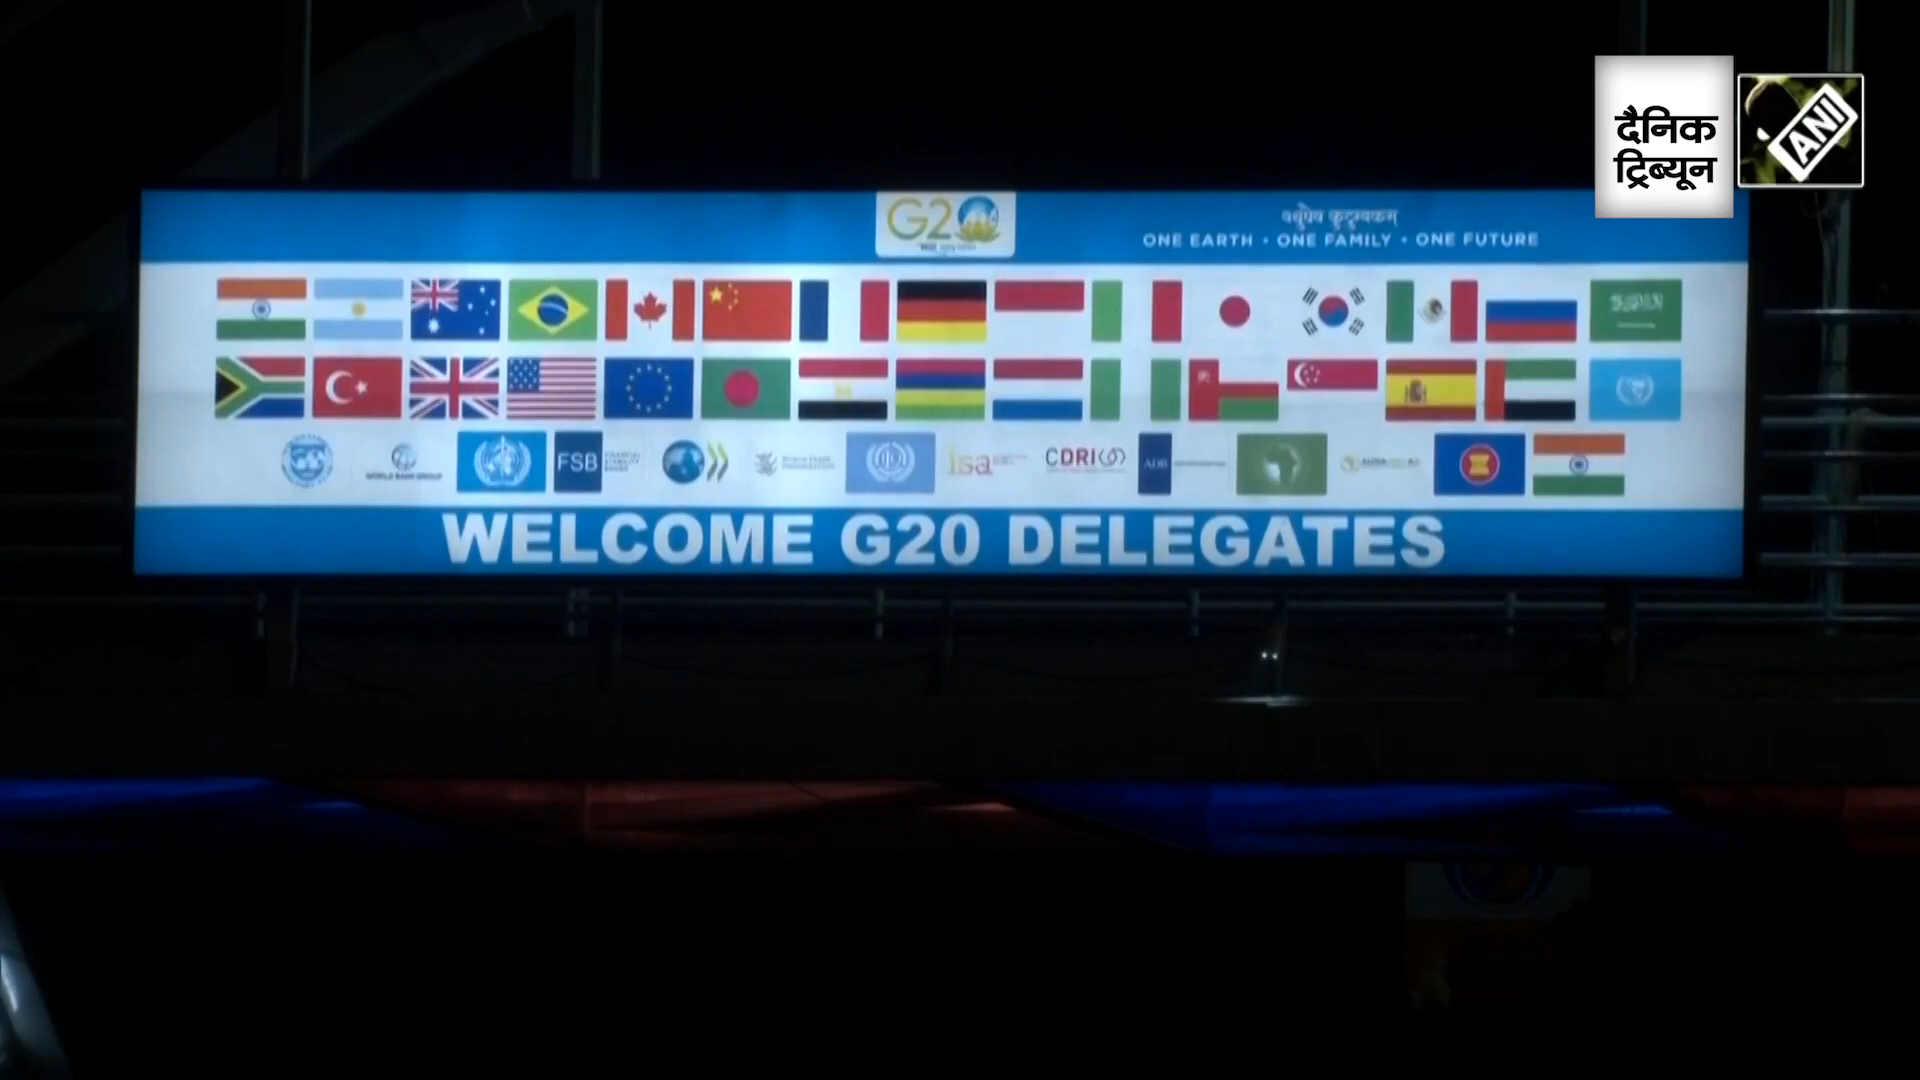 दैनिक
ट्रिब्यून
ANI
G20
वसुधैव कुटुम्बकम्
ONE EARTH • ONE FAMILY • ONE FUTURE
WORLD BANK GROUP
FSB
isa
CDRI
ADB
WELCOME G20 DELEGATES